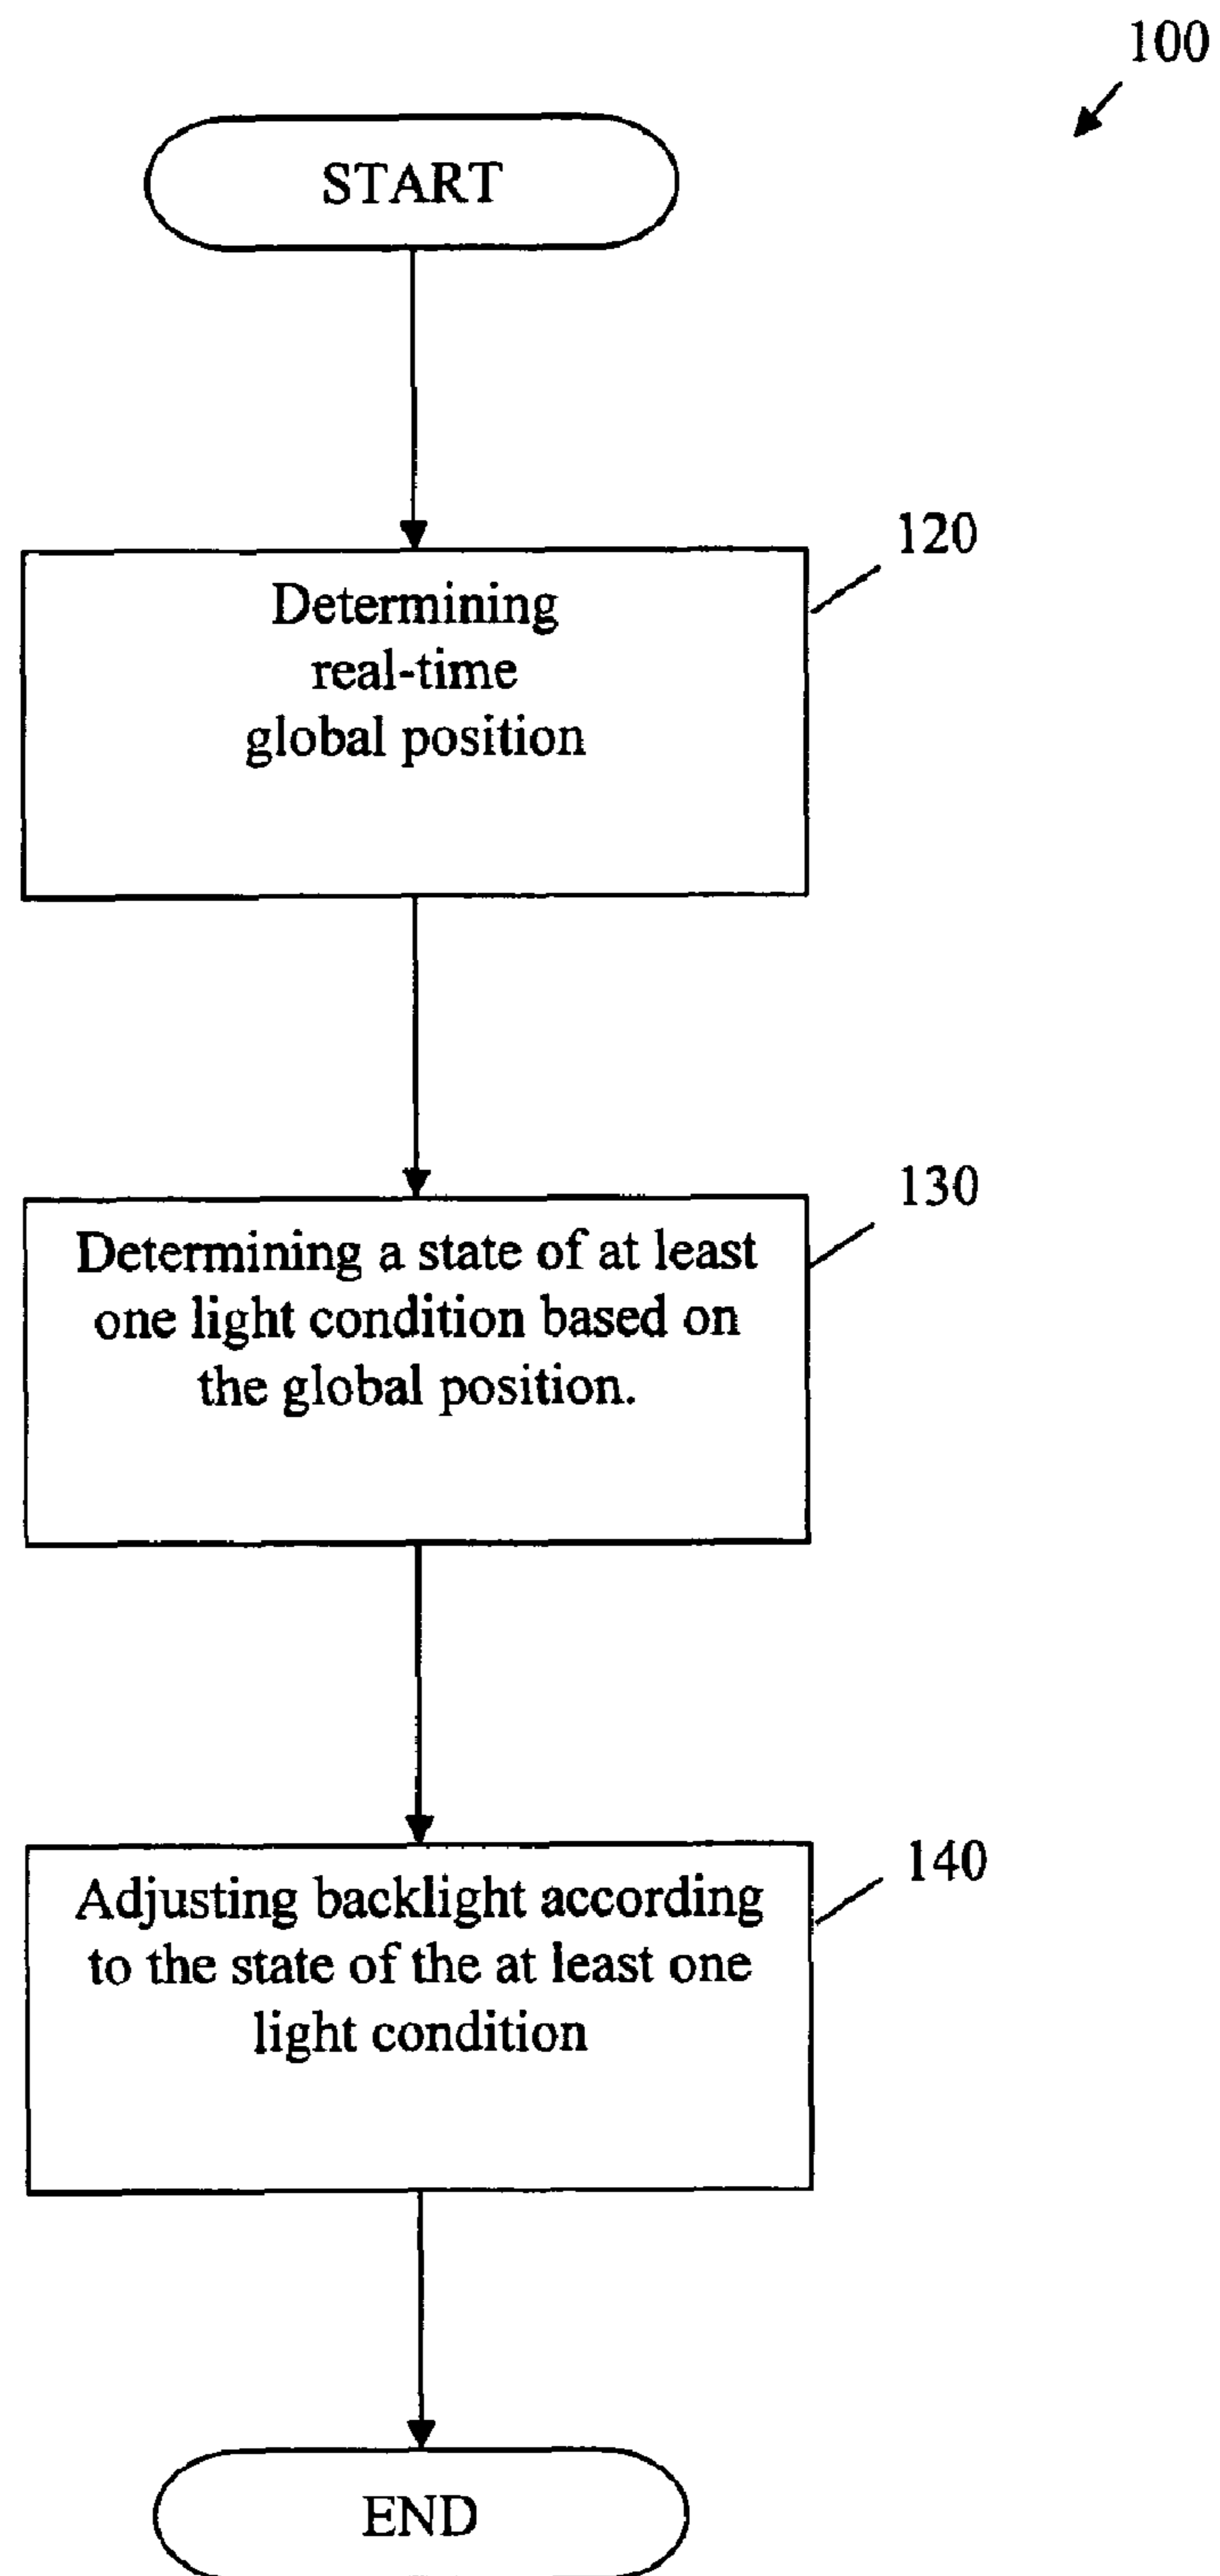 100
START
120
Determining
real-time
global position
130
Determining a state of at least
one light condition based on
the global position.
140
Adjusting backlight according
to the state of the at least one
light condition
END